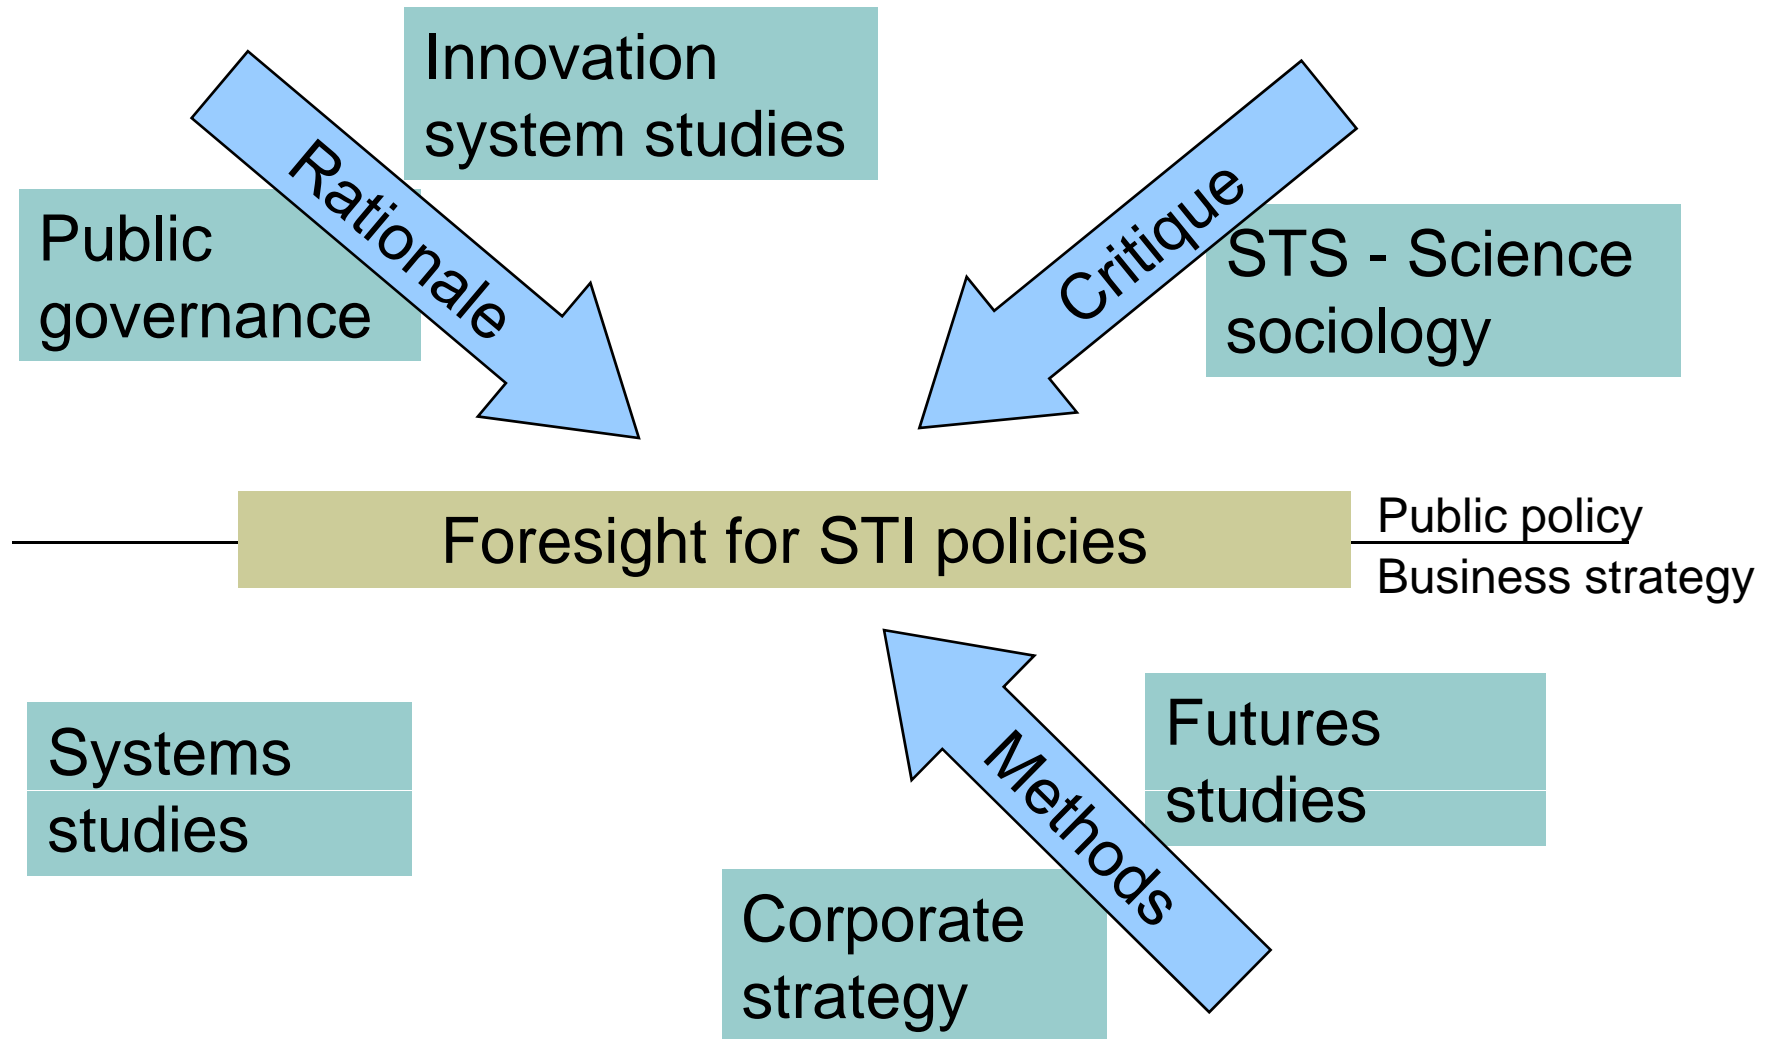 Innovation
system studies
Rationale
Public
governance
Critique
STS - Science
sociology
Foresight for STI policies
Public policy
Business strategy
Systems
studies
Futures
studies
Methods
Corporate
strategy